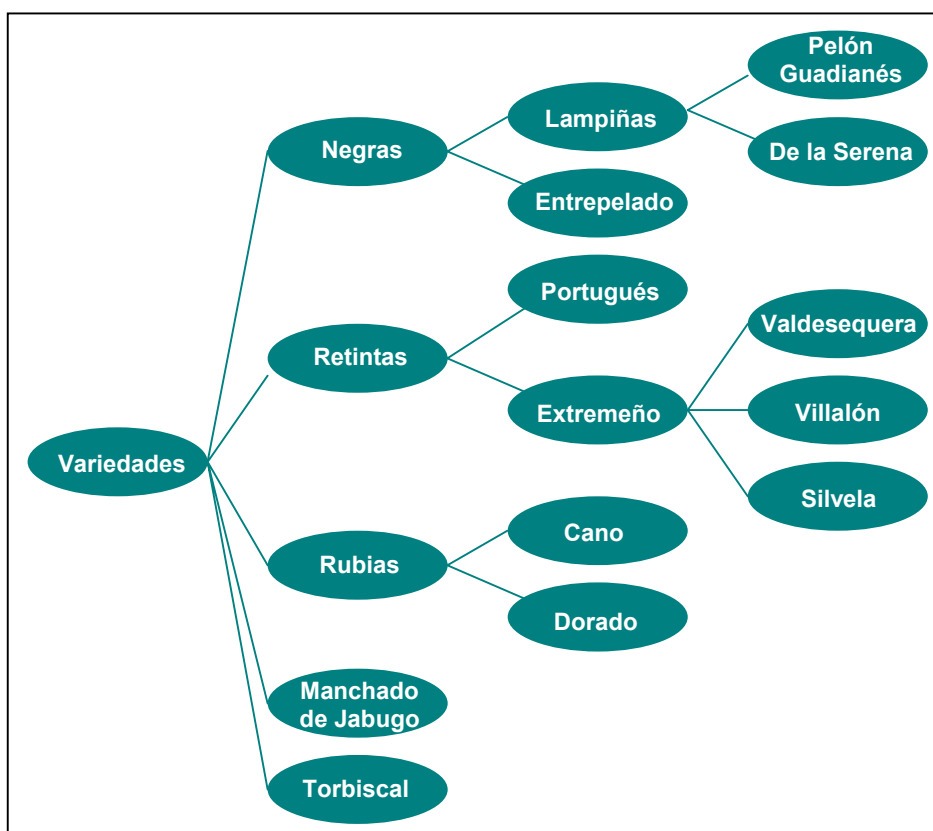 Variedades
Negras
Lampiñas
Pelón
Guadianés
De la Serena
Entrepelado
Retintas
Portugués
Extremeño
Valdesequera
Villalón
Silvela
Rubias
Cano
Dorado
Manchado
de Jabugo
Torbiscal